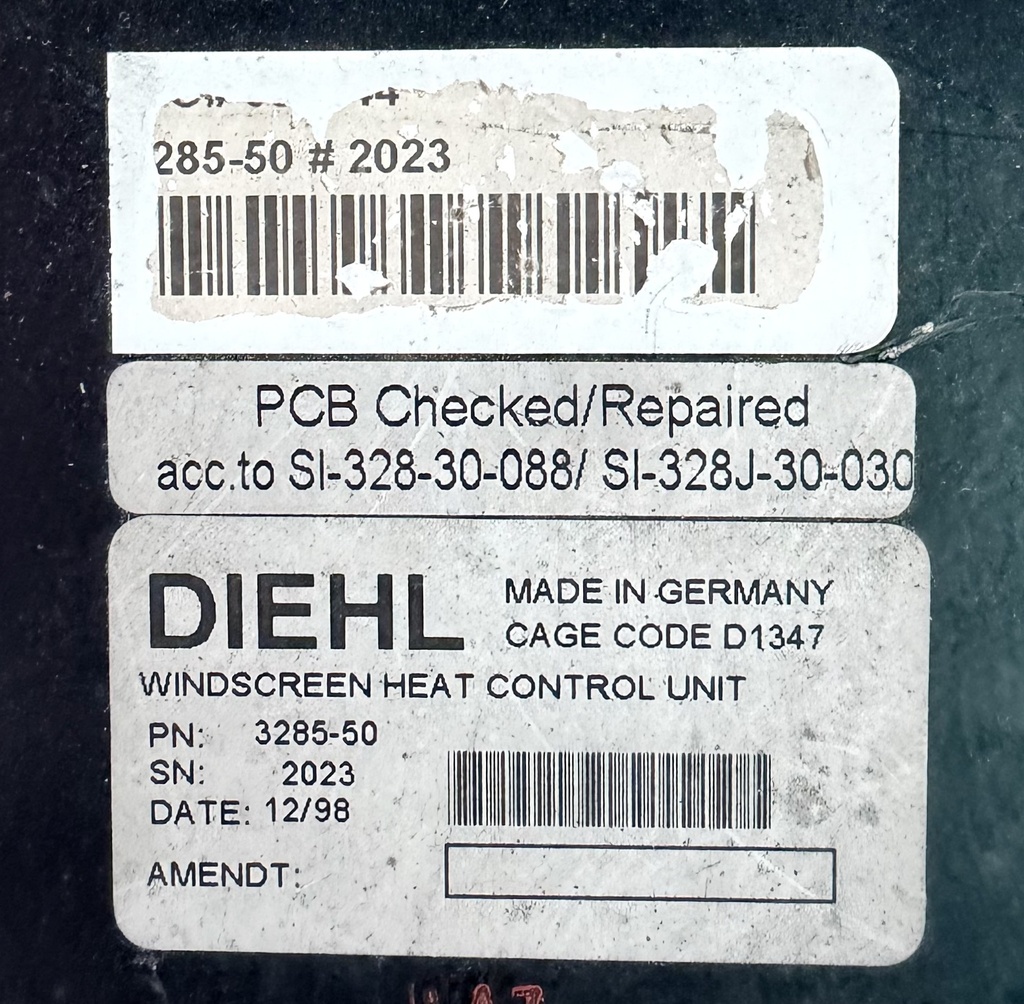 285-50 # 2023
PCB Checked/Repaired
acc.to SI-328-30-088/ SI-328J-30-030
DIEHL
MADE IN GERMANY
CAGE CODE D1347
WINDSCREEN HEAT CONTROL UNIT
PN: 3285-50
SN: 2023
DATE: 12/98
AMENDT: